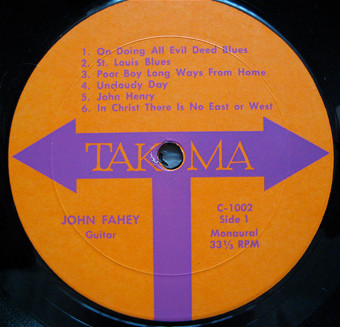 1. On Doing All Evil Deed Blues
2. St. Louis Blues
3. Poor Boy Long Ways From Home
4. Uncloudy Day
5. John Henry
6. In Christ There Is No East or West
TAKOMA
JOHN FAHEY
Guitar
C-1002
Side 1
Monaural
33⅓ RPM